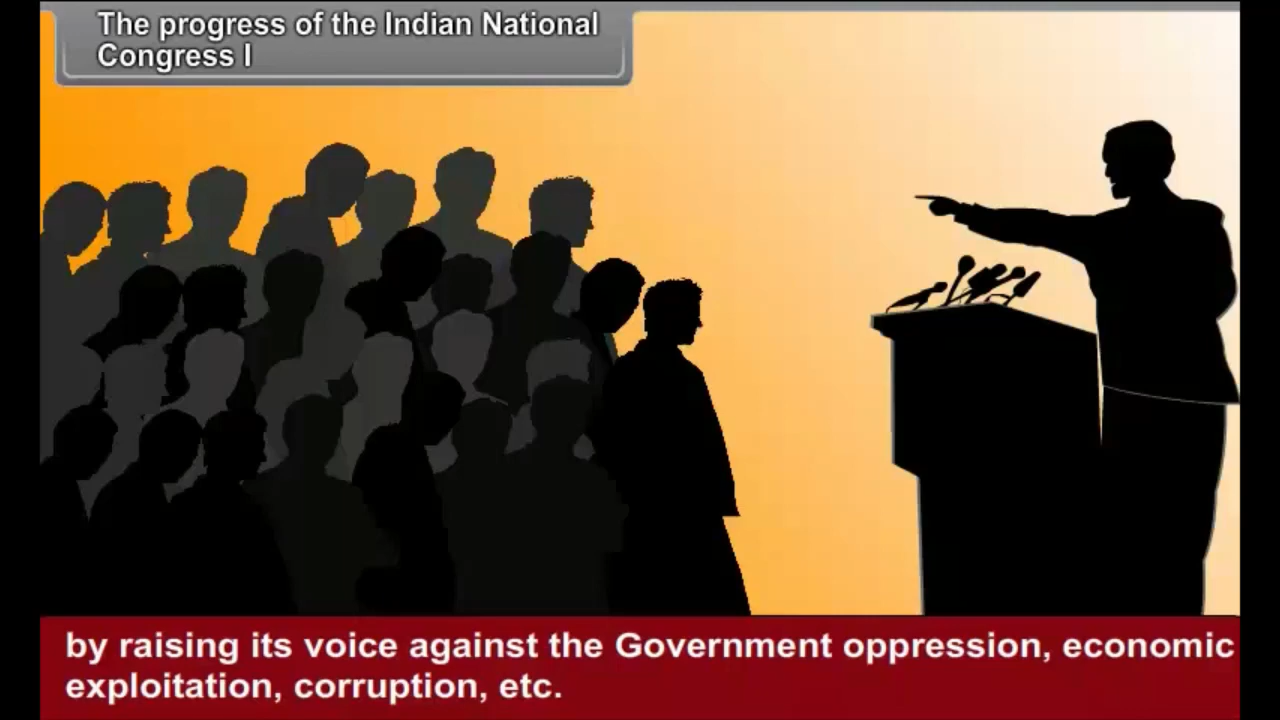 The progress of the Indian National
Congress I
by raising its voice against the Government oppression, economic
exploitation, corruption, etc.